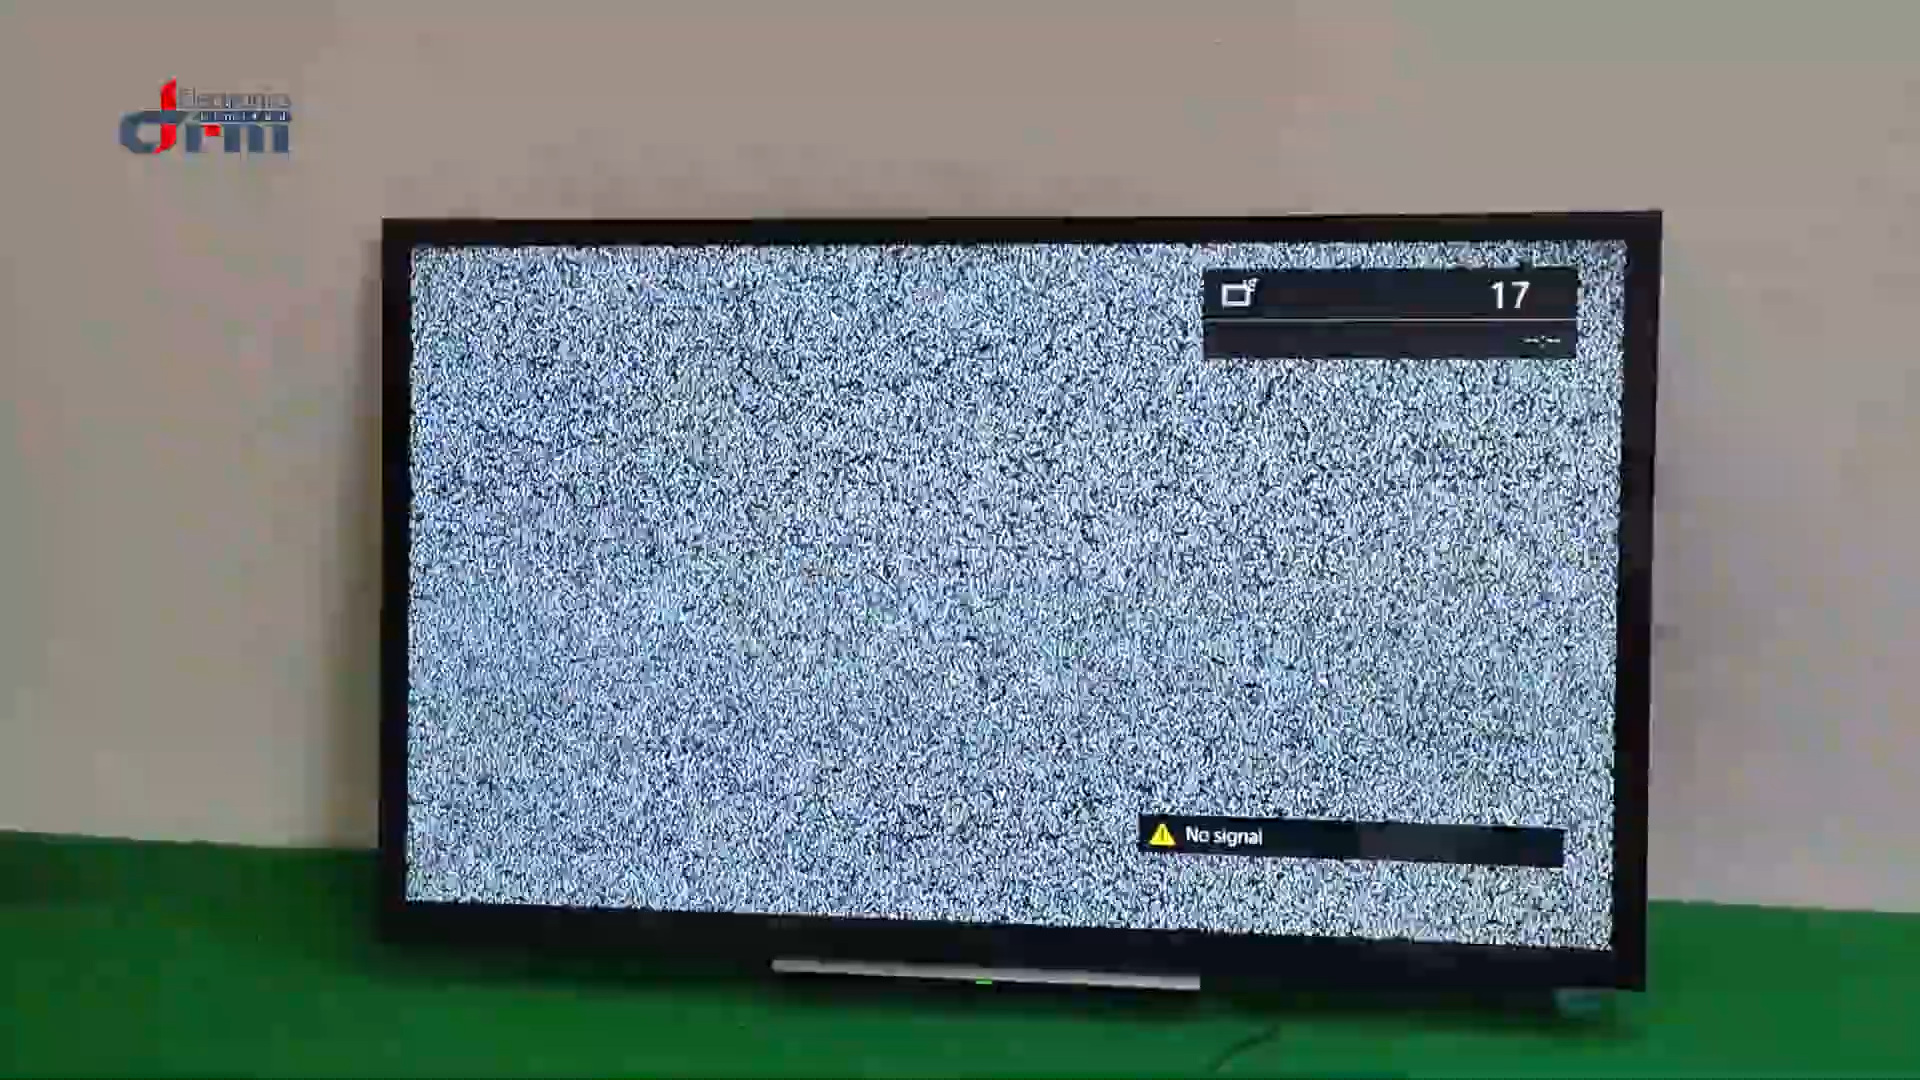 Electronics
LIMITED
drm
17
--:--
No signal